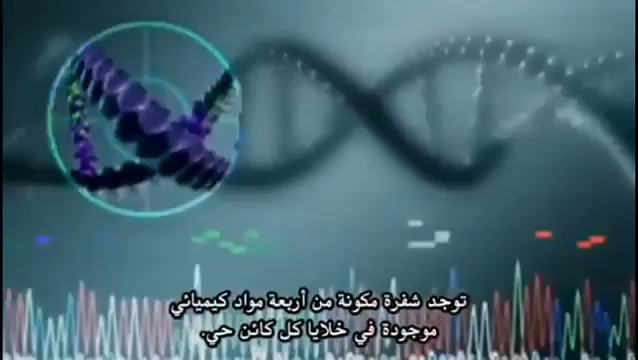 توجد شفرة مكونة من أربعة مواد كيميائي
موجودة في خلايا كل كائن حي.